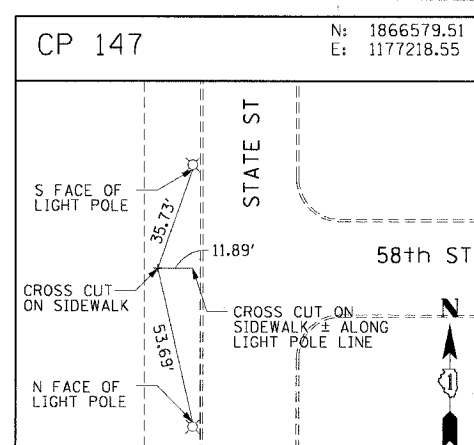 CP 147
N: 1866579.51
E: 1177218.55
STATE ST
S FACE OF
LIGHT POLE
35.73'
11.89'
58th ST
CROSS CUT
ON SIDEWALK
CROSS CUT ON
SIDEWALK ± ALONG
LIGHT POLE LINE
53.69'
N
1
N FACE OF
LIGHT POLE